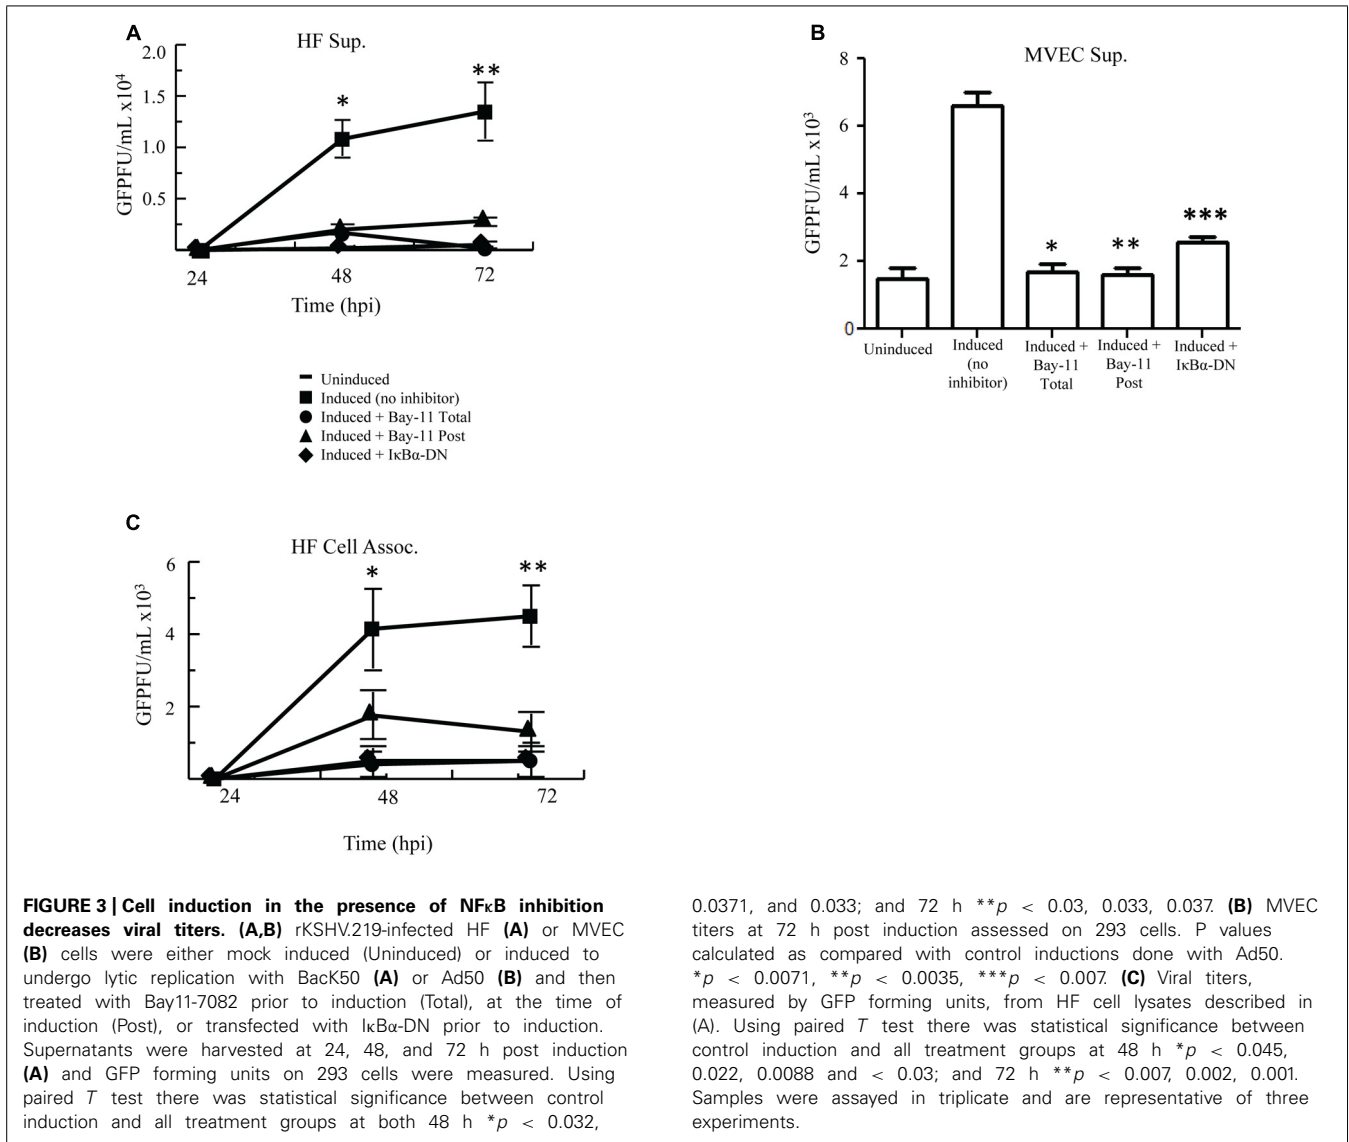 A
HF Sup.
GFPFU/mL x10⁴
2.0
1.5
1.0
0.5
*
**
24
48
72
Time (hpi)
Uninduced
Induced (no inhibitor)
Induced + Bay-11 Total
Induced + Bay-11 Post
Induced + IκBα-DN
B
MVEC Sup.
GFPFU/mL x10³
8
6
4
2
0
*
**
***
Uninduced
Induced
(no
inhibitor)
Induced +
Bay-11
Total
Induced +
Bay-11
Post
Induced +
IκBα-DN
C
HF Cell Assoc.
GFPFU/mL x10³
6
4
2
*
**
24
48
72
Time (hpi)
FIGURE 3 | Cell induction in the presence of NFκB inhibition
decreases viral titers. (A,B) rKSHV.219-infected HF (A) or MVEC
(B) cells were either mock induced (Uninduced) or induced to
undergo lytic replication with BacK50 (A) or Ad50 (B) and then
treated with Bay11-7082 prior to induction (Total), at the time of
induction (Post), or transfected with IκBα-DN prior to induction.
Supernatants were harvested at 24, 48, and 72 h post induction
(A) and GFP forming units on 293 cells were measured. Using
paired T test there was statistical significance between control
induction and all treatment groups at both 48 h *p < 0.032,
0.0371, and 0.033; and 72 h **p < 0.03, 0.033, 0.037. (B) MVEC
titers at 72 h post induction assessed on 293 cells. P values
calculated as compared with control inductions done with Ad50.
*p < 0.0071, **p < 0.0035, ***p < 0.007. (C) Viral titers,
measured by GFP forming units, from HF cell lysates described in
(A). Using paired T test there was statistical significance between
control induction and all treatment groups at 48 h *p < 0.045,
0.022, 0.0088 and < 0.03; and 72 h **p < 0.007, 0.002, 0.001.
Samples were assayed in triplicate and are representative of three
experiments.